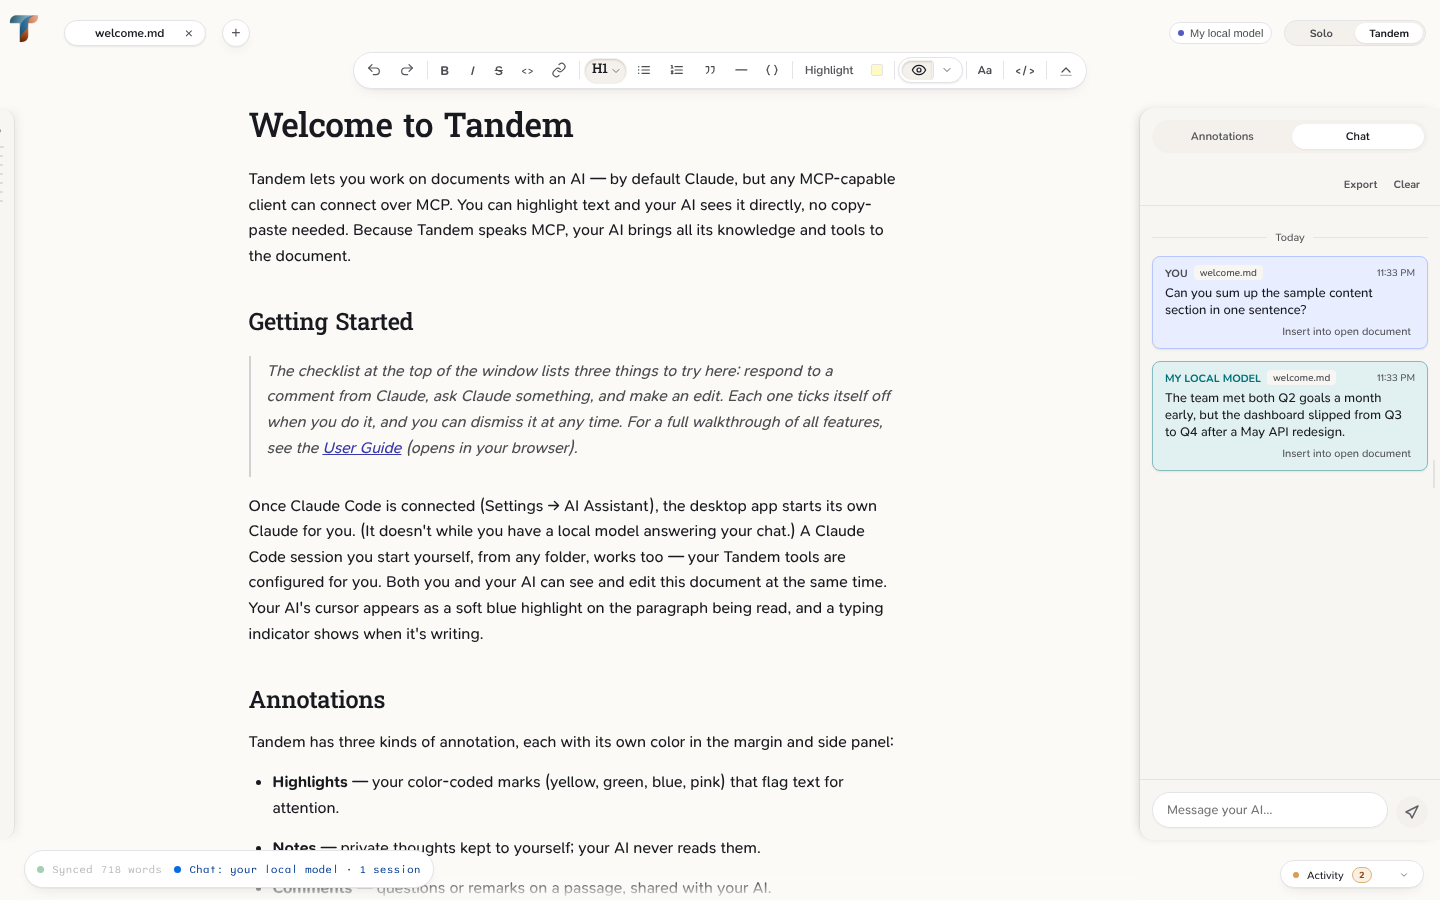 welcome.md
My local model
Solo
Tandem
B
I
S
H1
Highlight
Aa
Welcome to Tandem
Tandem lets you work on documents with an AI — by default Claude, but any MCP-capable
client can connect over MCP. You can highlight text and your AI sees it directly, no copy-
paste needed. Because Tandem speaks MCP, your AI brings all its knowledge and tools to
the document.
Getting Started
The checklist at the top of the window lists three things to try here: respond to a
comment from Claude, ask Claude something, and make an edit. Each one ticks itself off
when you do it, and you can dismiss it at any time. For a full walkthrough of all features,
see the User Guide (opens in your browser).
Once Claude Code is connected (Settings → AI Assistant), the desktop app starts its own
Claude for you. (It doesn't while you have a local model answering your chat.) A Claude
Code session you start yourself, from any folder, works too — your Tandem tools are
configured for you. Both you and your AI can see and edit this document at the same time.
Your AI's cursor appears as a soft blue highlight on the paragraph being read, and a typing
indicator shows when it's writing.
Annotations
Tandem has three kinds of annotation, each with its own color in the margin and side panel:
• Highlights — your color-coded marks (yellow, green, blue, pink) that flag text for
attention.
• Notes — private thoughts kept to yourself; your AI never reads them.
• Comments — questions or remarks on a passage, shared with your AI.
Synced 718 words
Chat: your local model · 1 session
Annotations
Chat
Export
Clear
Today
YOU welcome.md 11:33 PM
Can you sum up the sample content
section in one sentence?
Insert into open document
MY LOCAL MODEL welcome.md 11:33 PM
The team met both Q2 goals a month
early, but the dashboard slipped from Q3
to Q4 after a May API redesign.
Insert into open document
Message your AI...
Activity 2